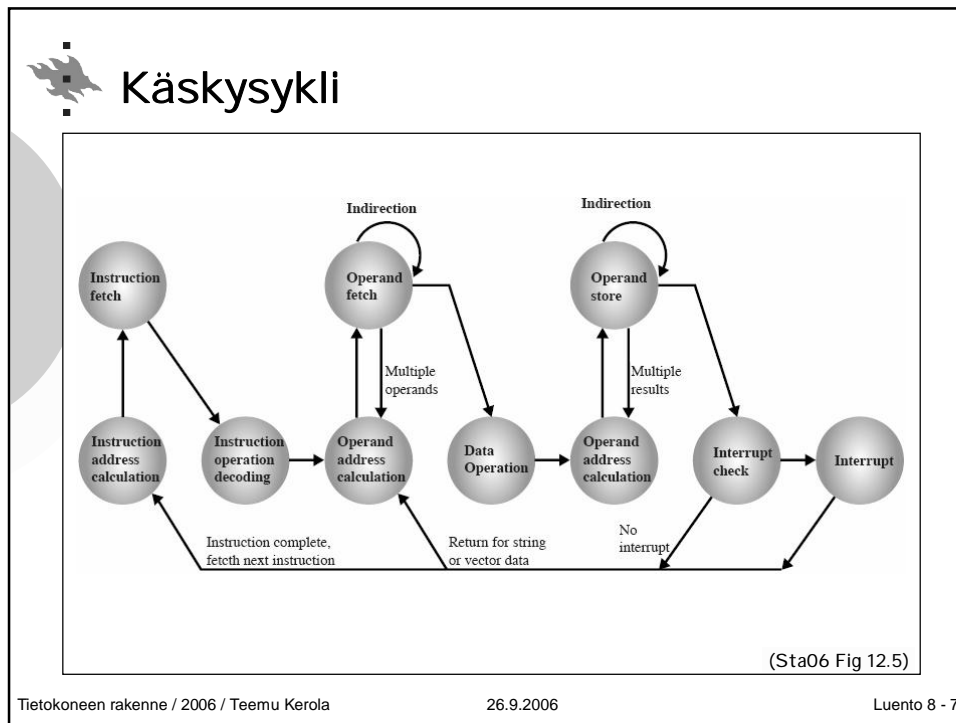 Käskysykli
Indirection
Indirection
Instruction
fetch
Operand
fetch
Operand
store
Multiple
operands
Multiple
results
Instruction
address
calculation
Instruction
operation
decoding
Operand
address
calculation
Data
Operation
Operand
address
calculation
Interrupt
check
Interrupt
Instruction complete,
fetcth next instruction
Return for string
or vector data
No
interrupt
(Sta06 Fig 12.5)
Tietokoneen rakenne / 2006 / Teemu Kerola
26.9.2006
Luento 8 - 7